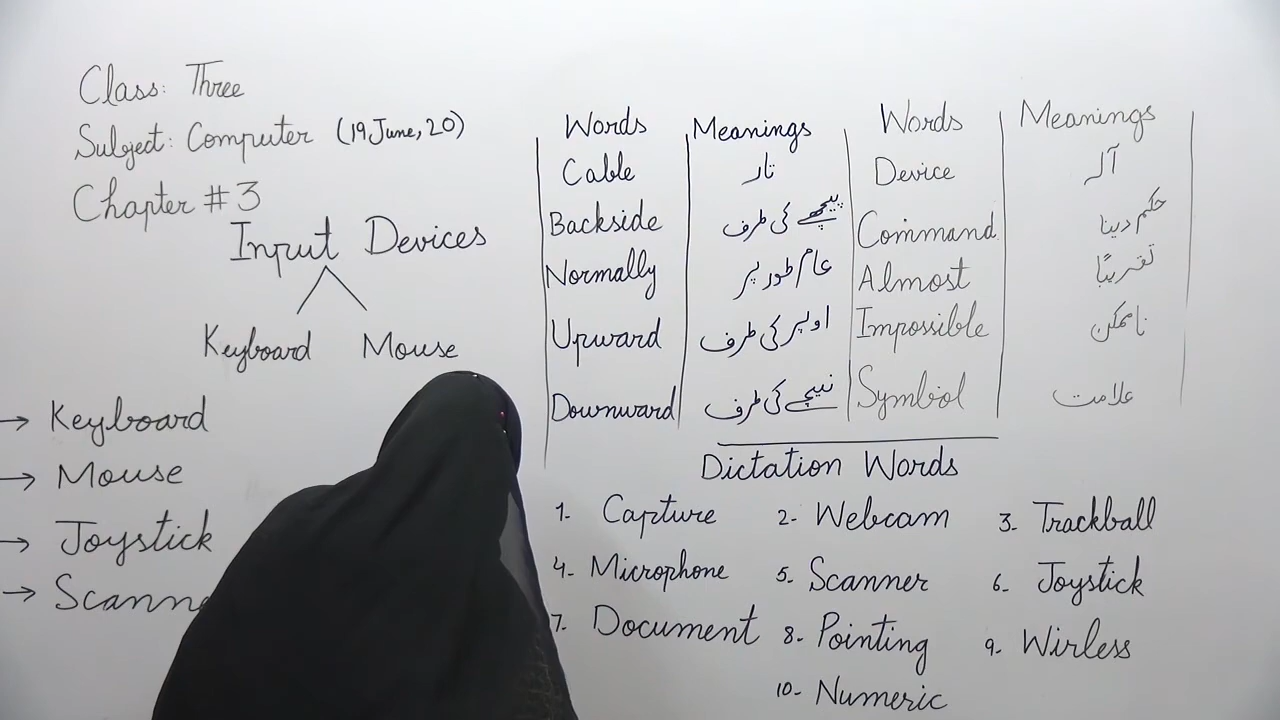 Class: Three
Subject: Computer (19 June, 20)
Chapter # 3
Input Devices
Keyboard Mouse
→ Keyboard
→ Mouse
→ Joystick
→ Scanne
Words Meanings Words Meanings
Cable تار Device آلہ
Backside پیچھے کی طرف Command حکم دینا
Normally عام طور پر Almost تقریبًا
Upward اوپر کی طرف Impossible ناممکن
Downward نیچے کی طرف Symbol علامت
Dictation Words
1- Capture 2- Webcam 3- Trackball
4- Microphone 5- Scanner 6- Joystick
7- Document 8- Pointing 9- Wirless
10- Numeric